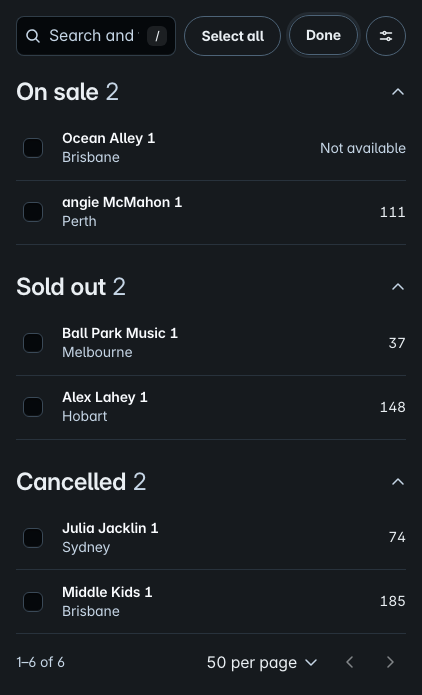 Search and
/
Select all
Done
On sale 2
Ocean Alley 1
Brisbane
Not available
angie McMahon 1
Perth
111
Sold out 2
Ball Park Music 1
Melbourne
37
Alex Lahey 1
Hobart
148
Cancelled 2
Julia Jacklin 1
Sydney
74
Middle Kids 1
Brisbane
185
1–6 of 6
50 per page